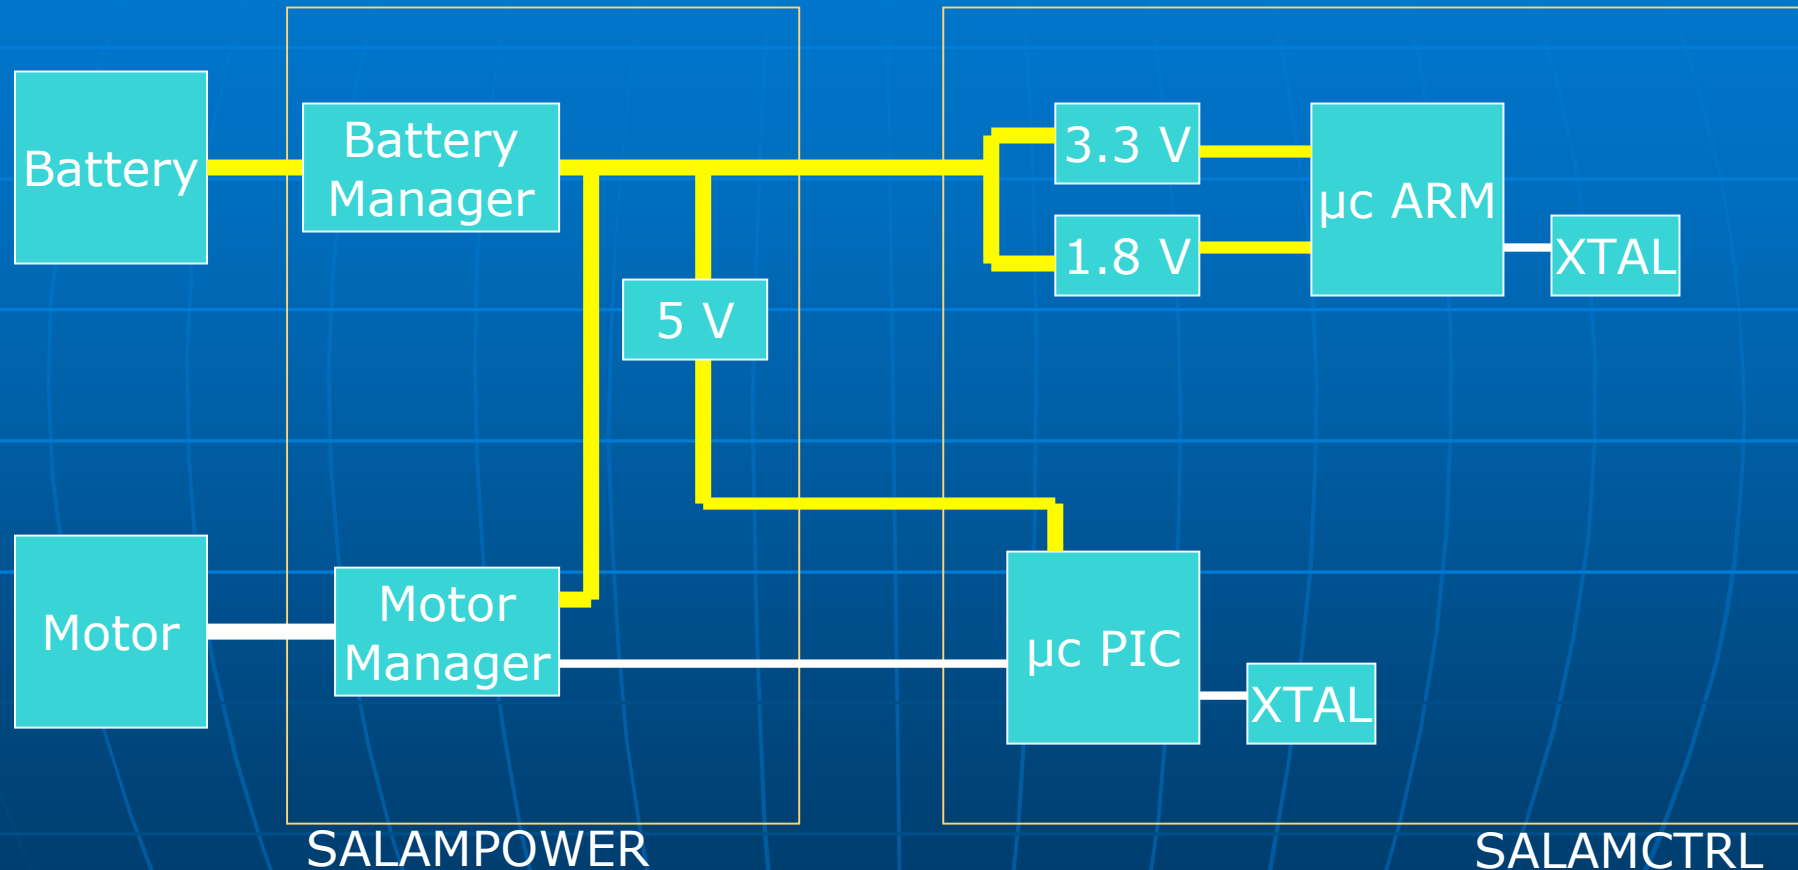 Battery
Battery
Manager
3.3 V
µc ARM
1.8 V
XTAL
5 V
Motor
Motor
Manager
µc PIC
XTAL
SALAMPOWER
SALAMCTRL